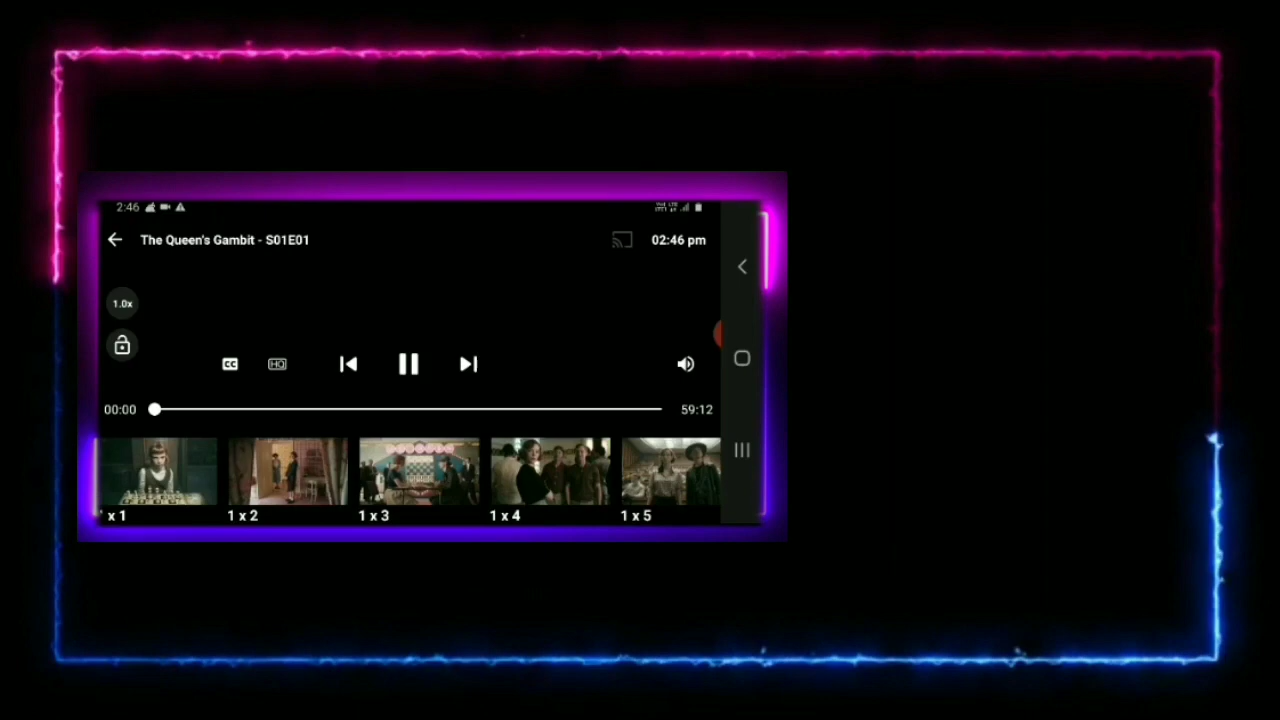 2:46
The Queen's Gambit - S01E01
02:46 pm
1.0x
CC
HQ
00:00
59:12
x 1
1 x 2
1 x 3
1 x 4
1 x 5